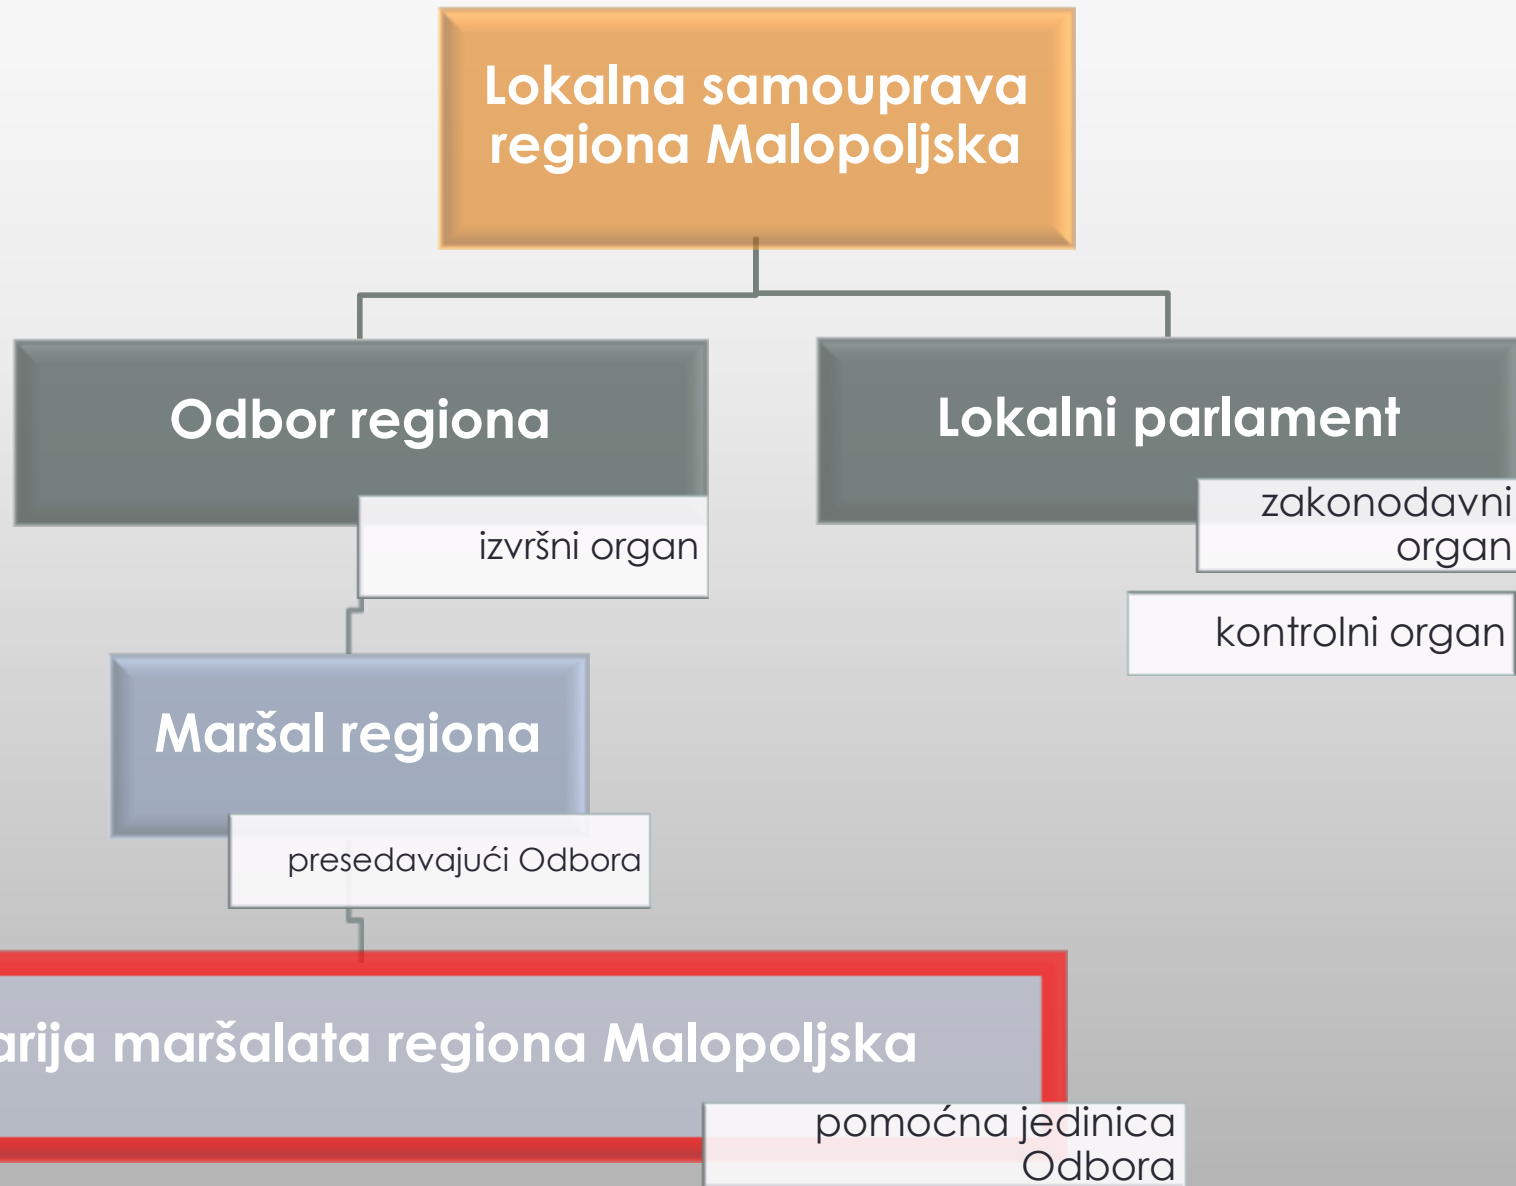 Lokalna samouprava
regiona Malopoljska
Odbor regiona
izvršni organ
Lokalni parlament
zakonodavni
organ
kontrolni organ
Maršal regiona
presedavajući Odbora
maršalata regiona Malopoljska
pomoćna jedinica
Odbora